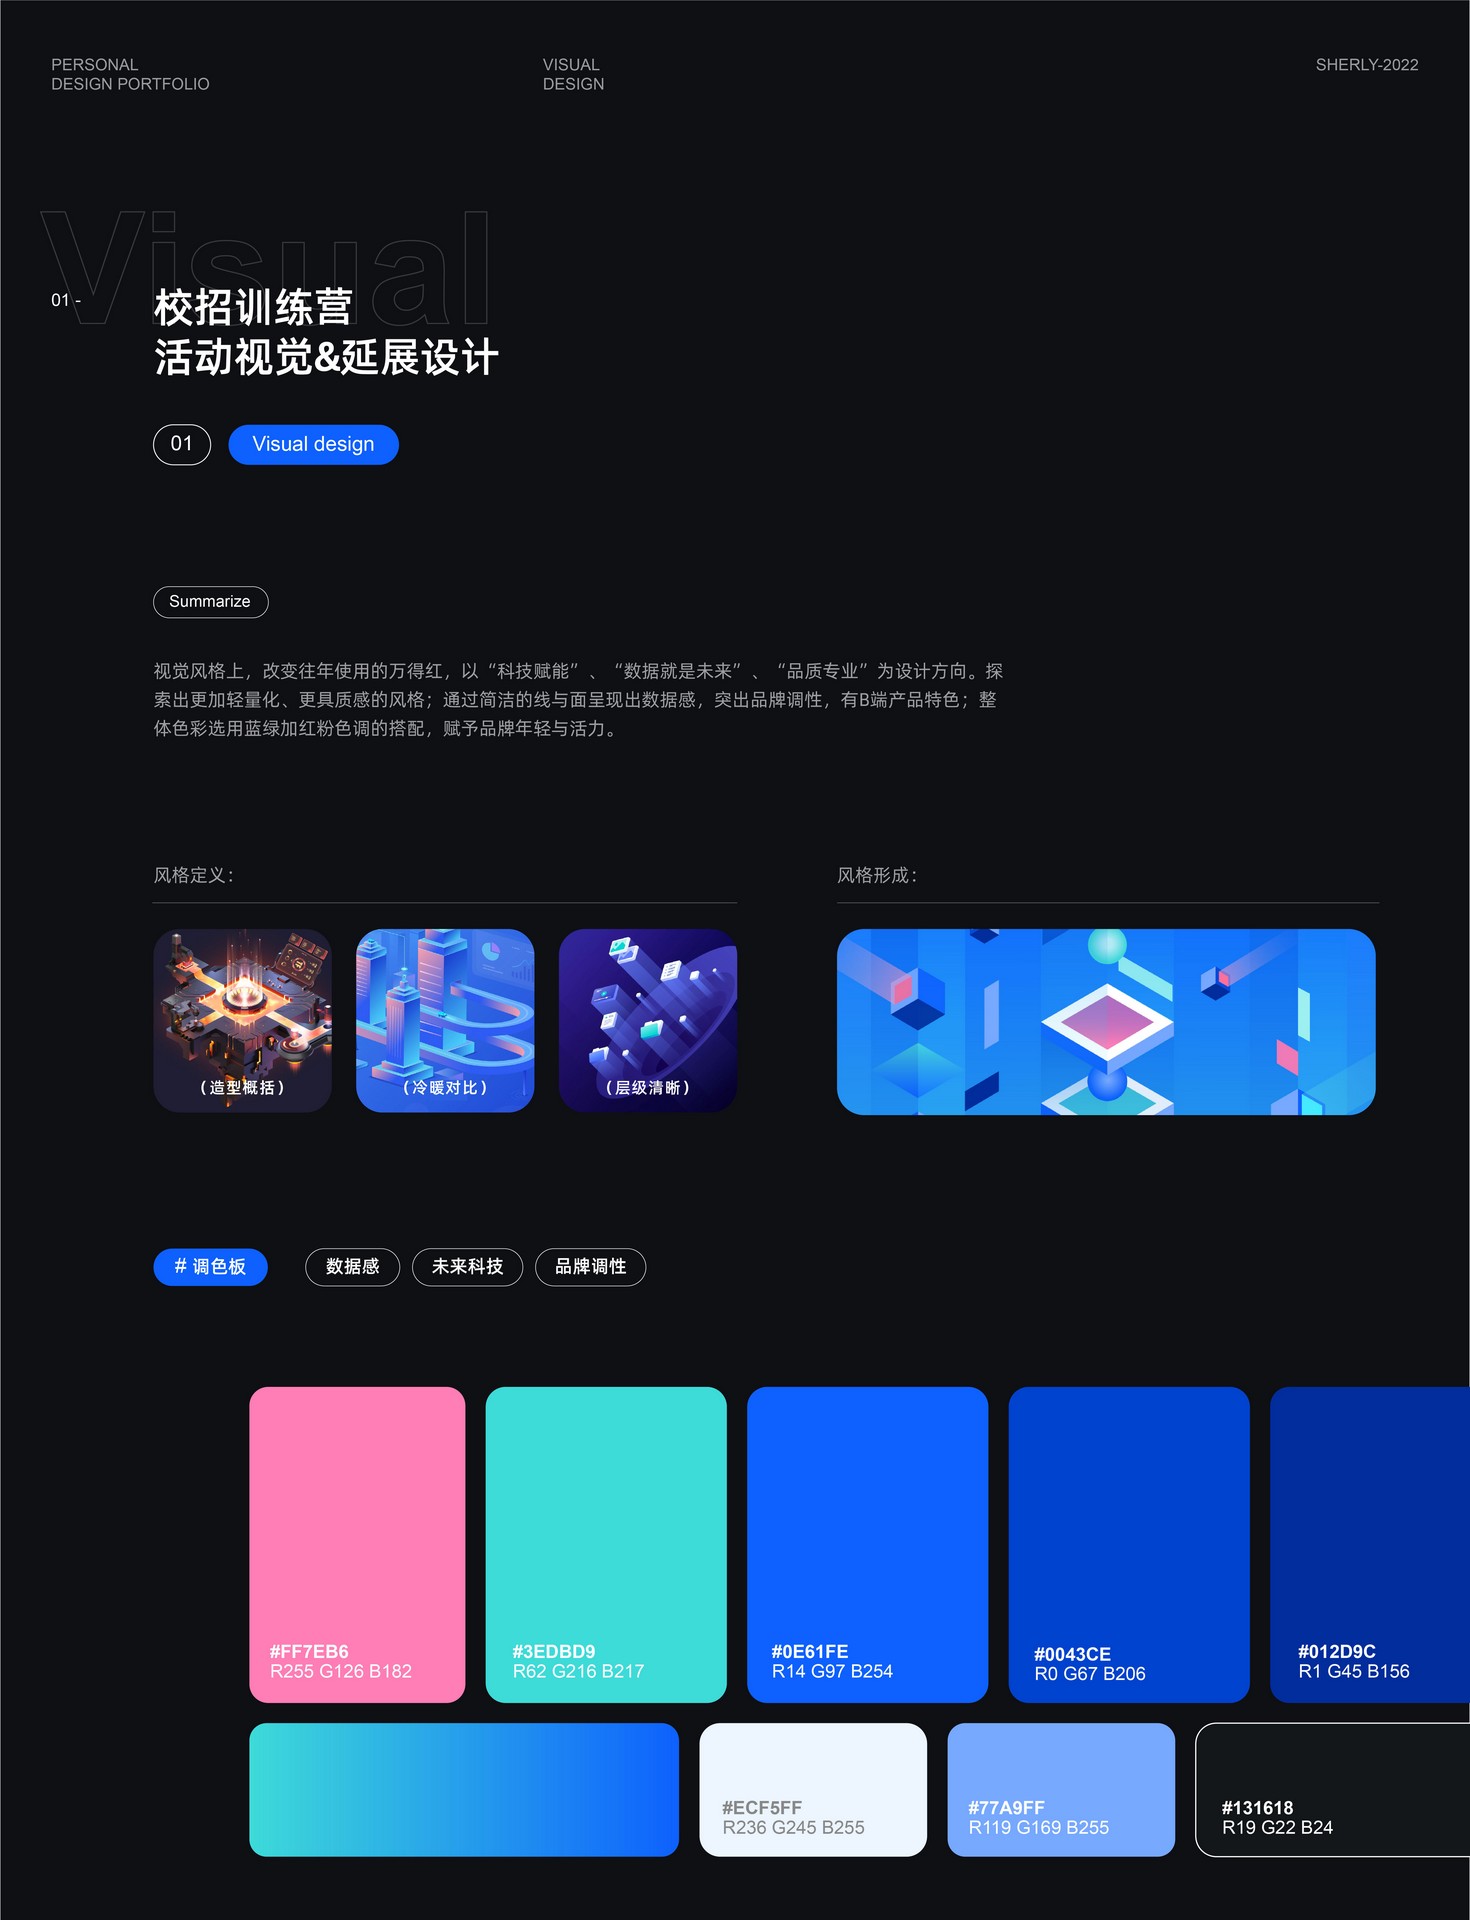 PERSONAL
DESIGN PORTFOLIO
VISUAL
DESIGN
SHERLY-2022
Visual
01 -
校招训练营
活动视觉&延展设计
01
Visual design
Summarize
视觉风格上，改变往年使用的万得红，以“科技赋能”、“数据就是未来”、“品质专业”为设计方向。探
索出更加轻量化、更具质感的风格；通过简洁的线与面呈现出数据感，突出品牌调性，有B端产品特色；整
体色彩选用蓝绿加红粉色调的搭配，赋予品牌年轻与活力。
风格定义：
风格形成：
（造型概括）
（冷暖对比）
（层级清晰）
# 调色板
数据感
未来科技
品牌调性
#FF7EB6
R255 G126 B182
#3EDBD9
R62 G216 B217
#0E61FE
R14 G97 B254
#0043CE
R0 G67 B206
#012D9C
R1 G45 B156
#ECF5FF
R236 G245 B255
#77A9FF
R119 G169 B255
#131618
R19 G22 B24